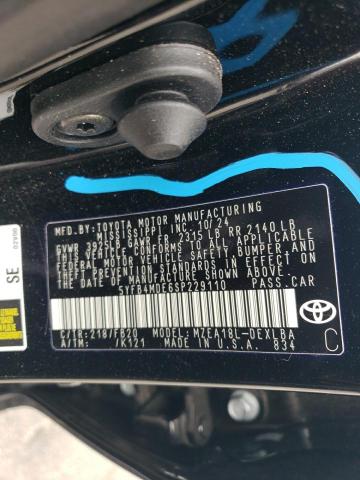 MFD.BY:TOYOTA MOTOR MANUFACTURING
MISSISSIPPI, INC. 10/24
GVWR 3925LB GAWR FR 2315 LB RR 2140 LB
THIS VEHICLE CONFORMS TO ALL APPLICABLE
FEDERAL MOTOR VEHICLE SAFETY BUMPER AND
THEFT PREVENTION STANDARDS IN EFFECT ON THE
DATE OF MANUFACTURE SHOWN ABOVE.
5YFB4MDE6SP229110 PASS.CAR
TOYOTA
C/TR:218/FB20 MODEL:MZEA18L-DEXLBA
A/TM: /K121 U.S.A. 834
C
SE